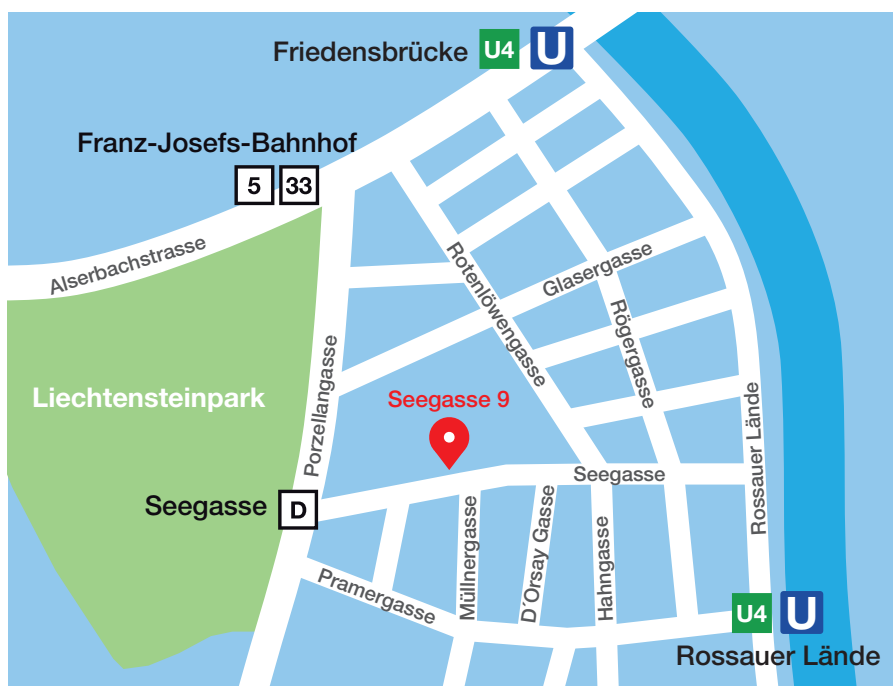 Friedensbrücke U4 U
Franz-Josefs-Bahnhof
5 33
Alserbachstrasse
Rotenlöwengasse
Glasergasse
Rögergasse
Liechtensteinpark
Porzellangasse
Seegasse 9
Rossauer Lände
Seegasse
Seegasse D
Müllnergasse
D´Orsay Gasse
Hahngasse
Pramergasse
U4 U
Rossauer Lände